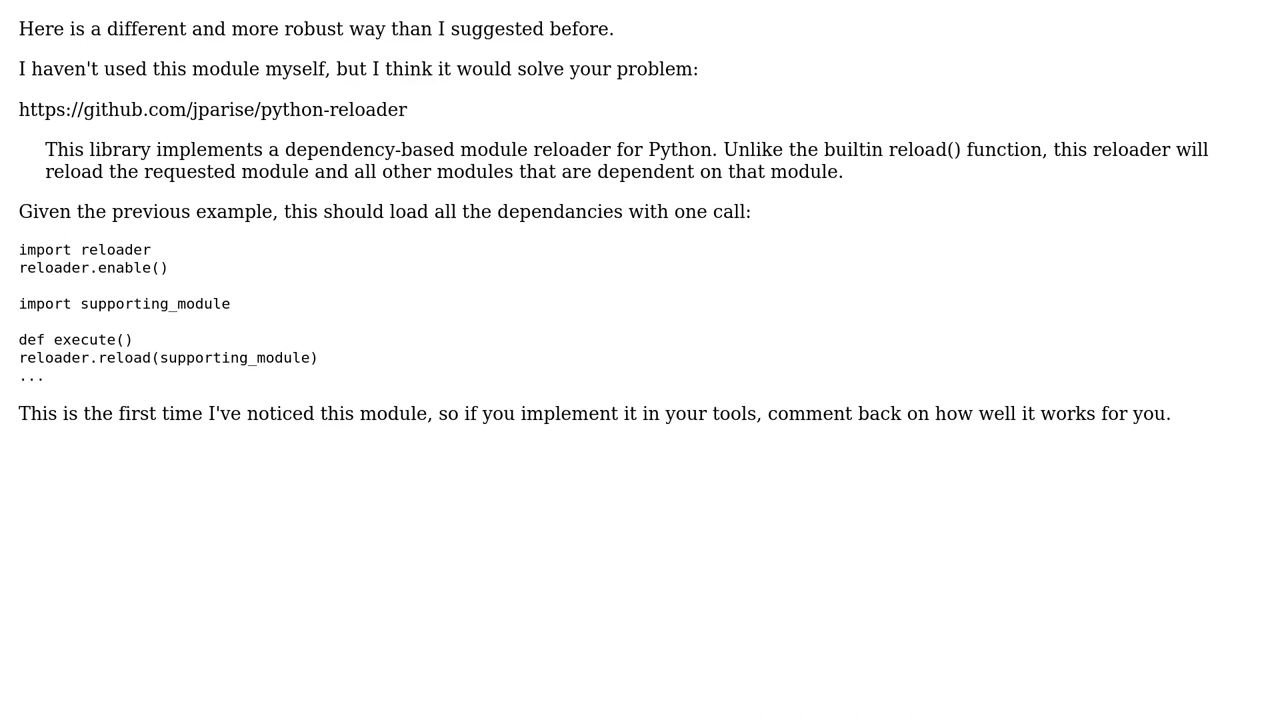 Here is a different and more robust way than I suggested before.
I haven't used this module myself, but I think it would solve your problem:
https://github.com/jparise/python-reloader
This library implements a dependency-based module reloader for Python. Unlike the builtin reload() function, this reloader will
reload the requested module and all other modules that are dependent on that module.
Given the previous example, this should load all the dependancies with one call:
import reloader
reloader.enable()
import supporting_module
def execute()
reloader.reload(supporting_module)
...
This is the first time I've noticed this module, so if you implement it in your tools, comment back on how well it works for you.